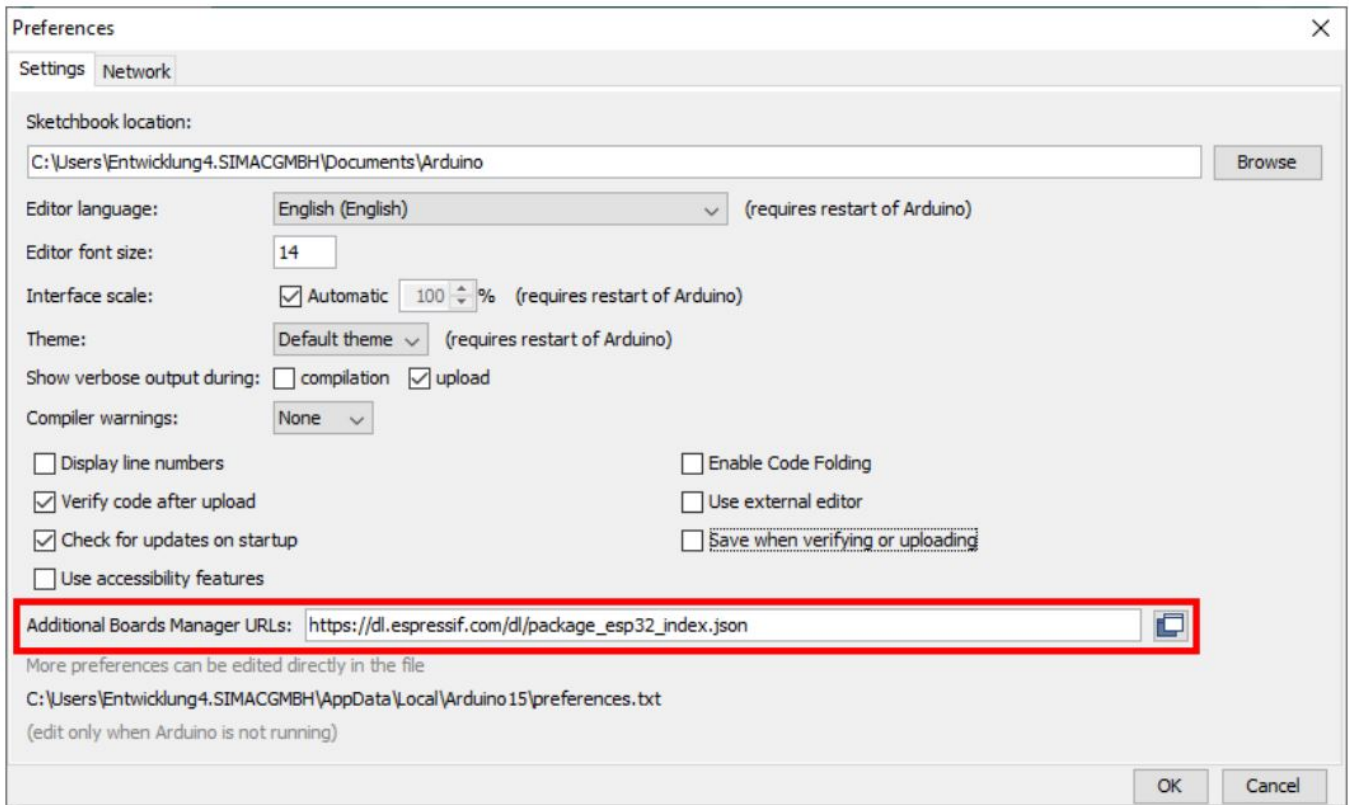 Preferences
Settings Network
Sketchbook location:
C:\Users\Entwicklung4.SIMACGMBH\Documents\Arduino Browse
Editor language: English (English) (requires restart of Arduino)
Editor font size: 14
Interface scale: Automatic 100 % (requires restart of Arduino)
Theme: Default theme (requires restart of Arduino)
Show verbose output during: compilation upload
Compiler warnings: None
Display line numbers Enable Code Folding
Verify code after upload Use external editor
Check for updates on startup Save when verifying or uploading
Use accessibility features
Additional Boards Manager URLs: https://dl.espressif.com/dl/package_esp32_index.json
More preferences can be edited directly in the file
C:\Users\Entwicklung4.SIMACGMBH\AppData\Local\Arduino15\preferences.txt
(edit only when Arduino is not running)
OK Cancel